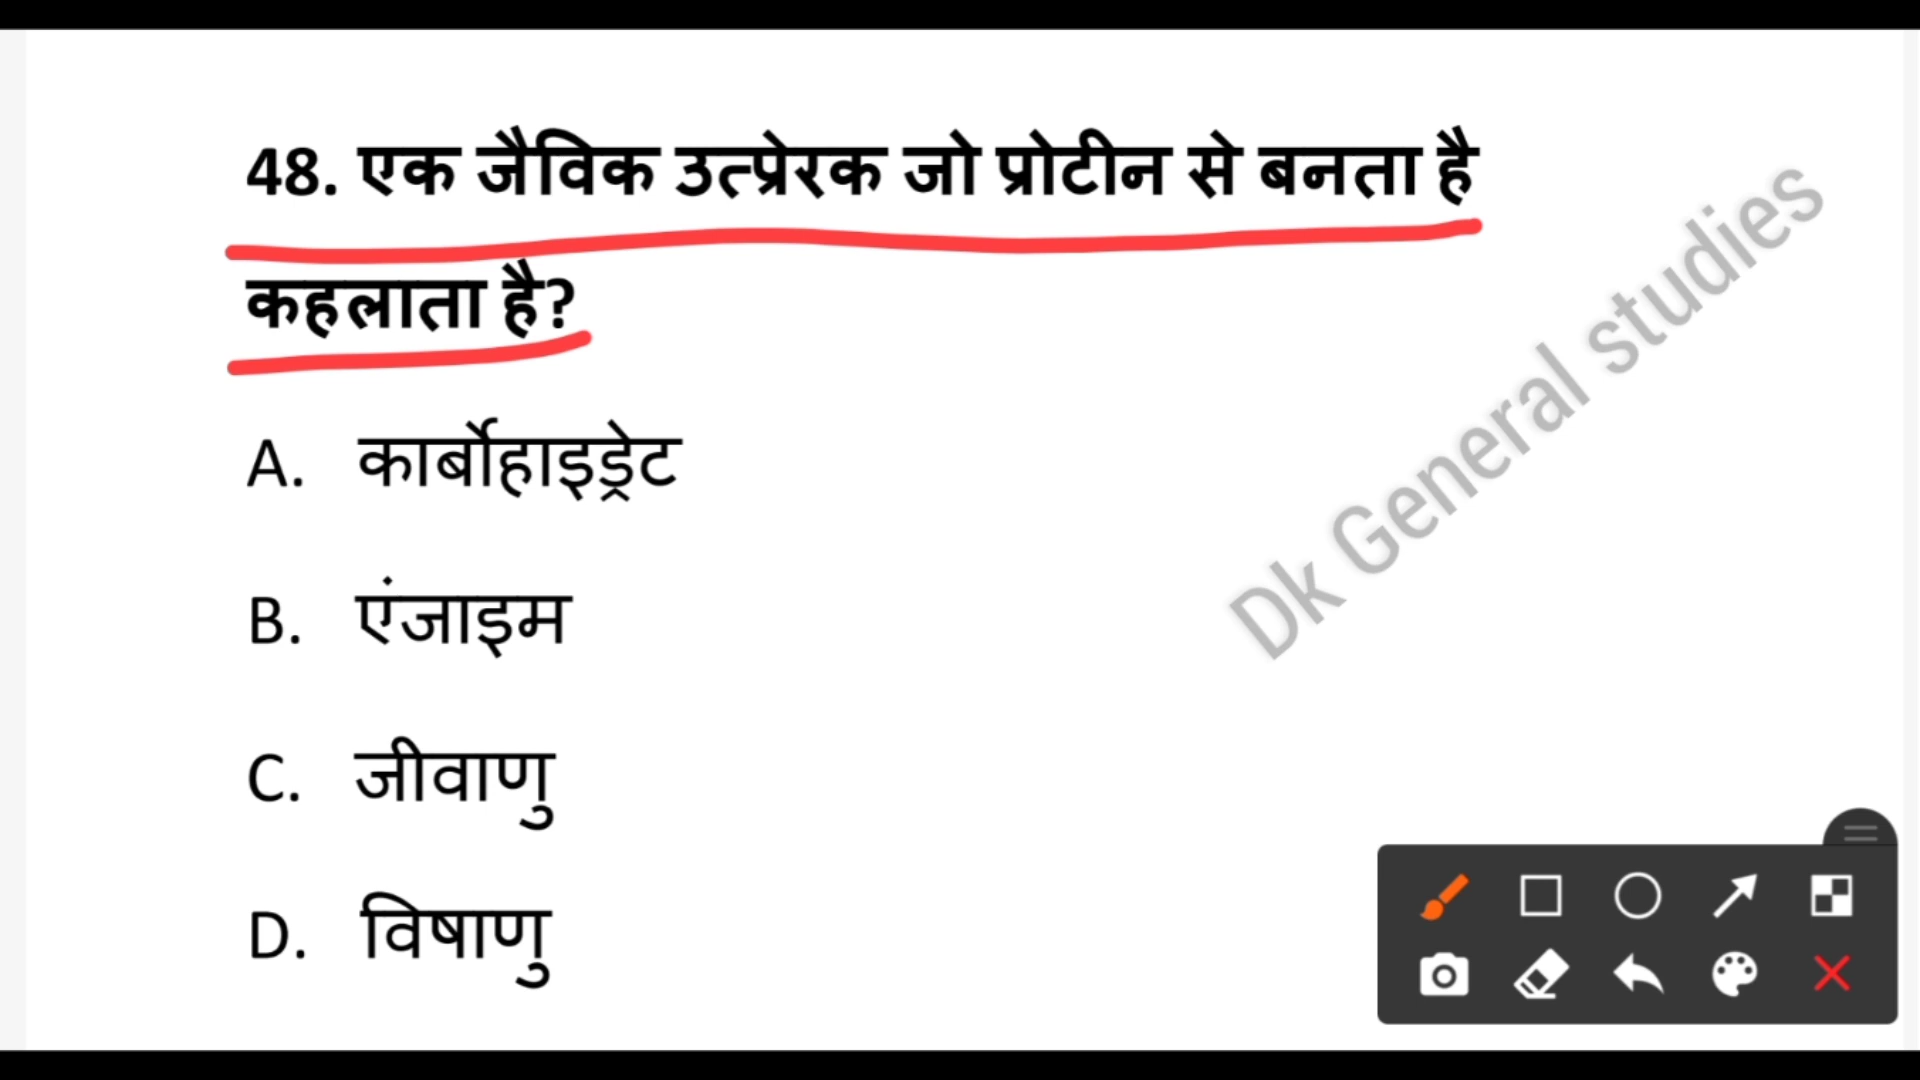 48. एक जैविक उत्प्रेरक जो प्रोटीन से बनता है
कहलाता है?
A. कार्बोहाइड्रेट
B. एंजाइम
C. जीवाणु
D. विषाणु
Dk General studies